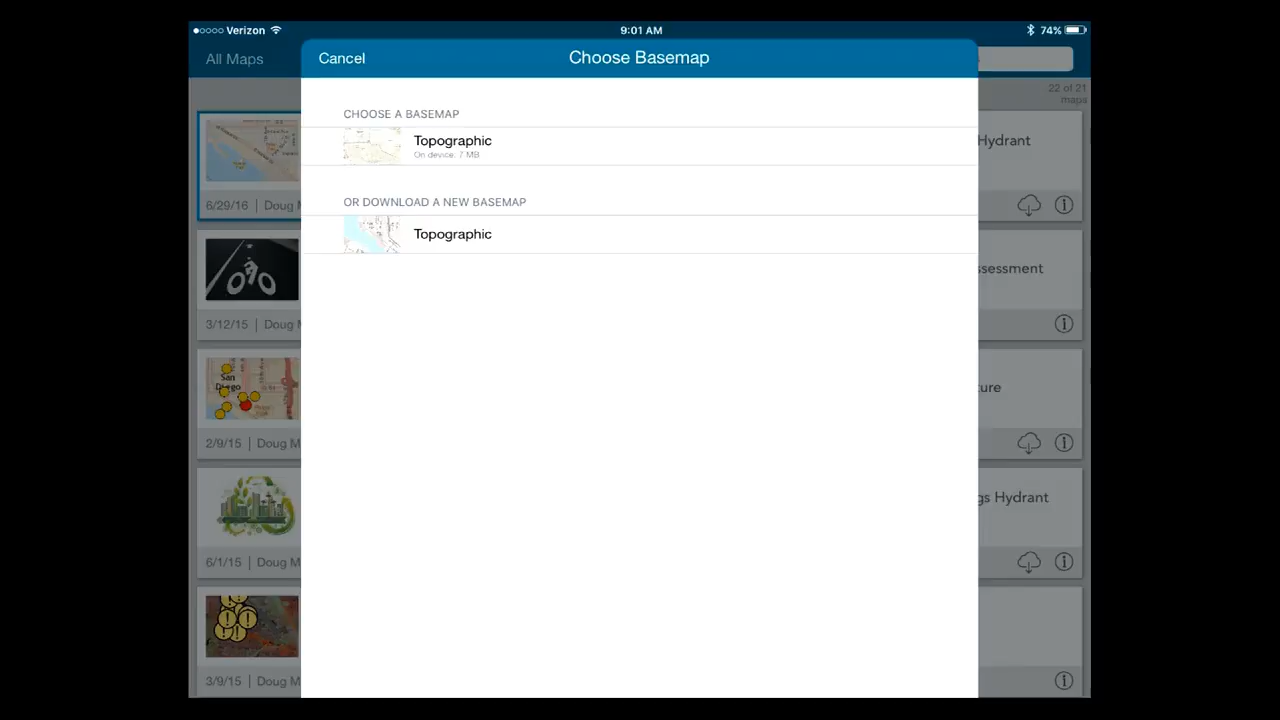 Verizon
9:01 AM
74%
All Maps
Cancel
Choose Basemap
22 of 21
maps
CHOOSE A BASEMAP
Topographic
On device: 7 MB
OR DOWNLOAD A NEW BASEMAP
Topographic
Hydrant
6/29/16 | Doug M
ssessment
3/12/15 | Doug M
San
Diego
ture
2/9/15 | Doug M
gs Hydrant
6/1/15 | Doug M
3/9/15 | Doug M